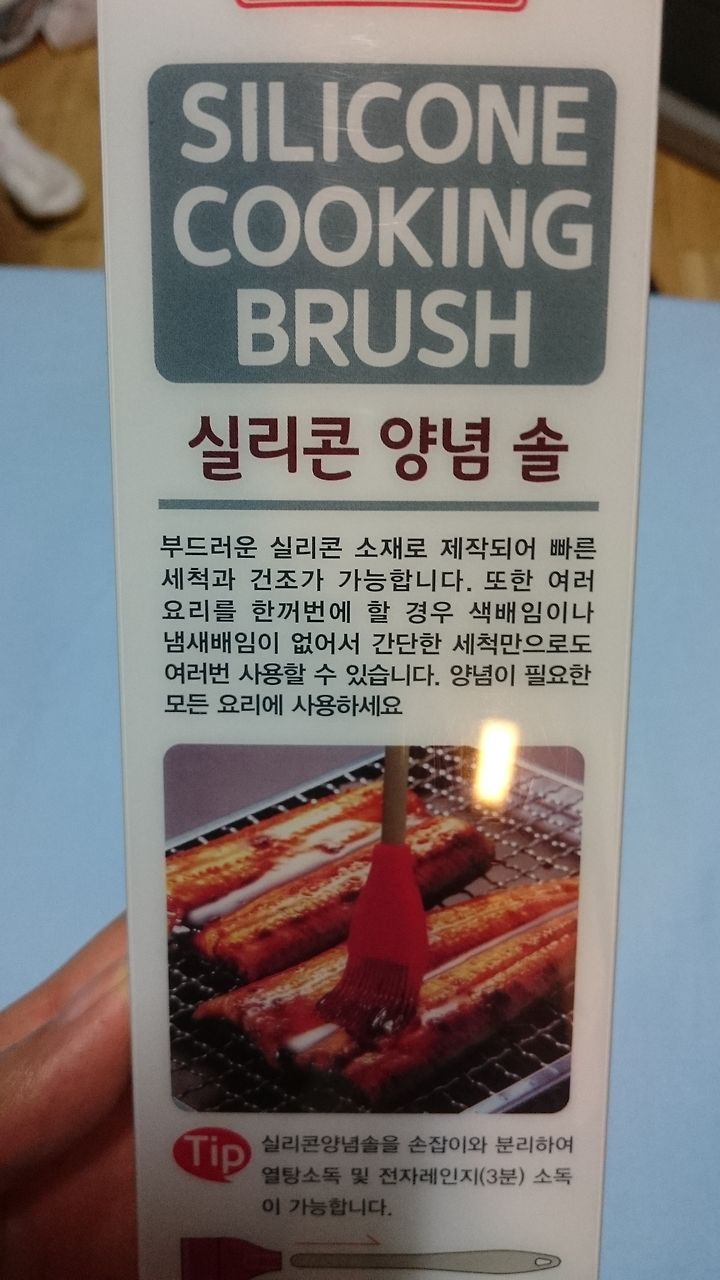 SILICONE
COOKING
BRUSH
실리콘 양념 솔
부드러운 실리콘 소재로 제작되어 빠른
세척과 건조가 가능합니다. 또한 여러
요리를 한꺼번에 할 경우 색배임이나
냄새배임이 없어서 간단한 세척만으로도
여러번 사용할 수 있습니다. 양념이 필요한
모든 요리에 사용하세요
Tip 실리콘양념솔을 손잡이와 분리하여
열탕소독 및 전자레인지(3분) 소독
이 가능합니다.